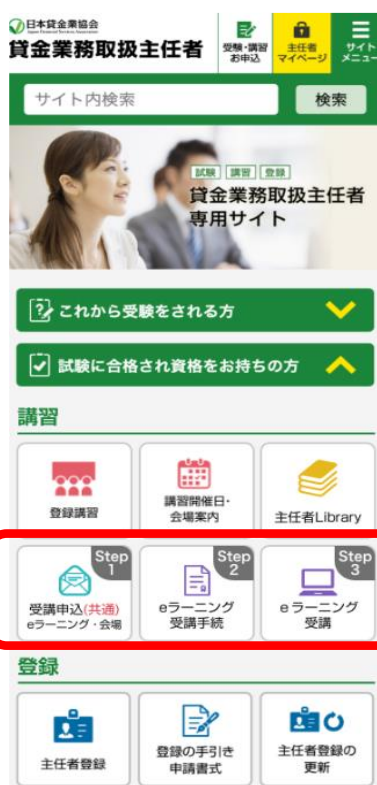 日本貸金業協会
Japan Financial Services Association
貸金業務取扱主任者
受験・講習
お申込
主任者
マイページ
サイト
メニュー
サイト内検索
検索
試験 講習 登録
貸金業務取扱主任者
専用サイト
これから受験をされる方
試験に合格され資格をお持ちの方
講習
登録講習
講習開催日・
会場案内
主任者Library
Step
1
受講申込(共通)
eラーニング・会場
Step
2
eラーニング
受講手続
Step
3
eラーニング
受講
登録
主任者登録
登録の手引き
申請書式
主任者登録の
更新